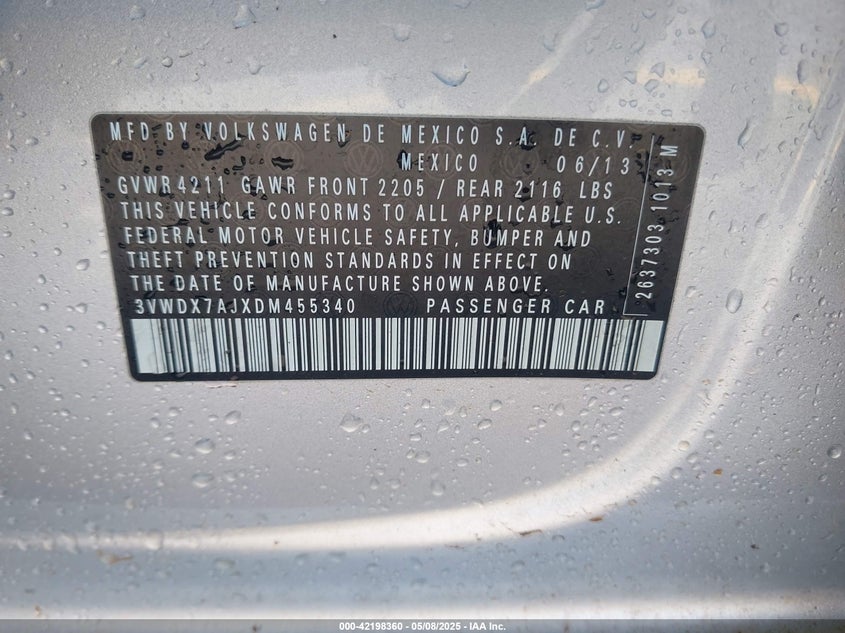 MFD BY VOLKSWAGEN DE MEXICO S.A. DE C.V.
MEXICO 06/13
GVWR 4211 GAWR FRONT 2205 / REAR 2116 LBS
THIS VEHICLE CONFORMS TO ALL APPLICABLE U.S.
FEDERAL MOTOR VEHICLE SAFETY, BUMPER AND
THEFT PREVENTION STANDARDS IN EFFECT ON
THE DATE OF MANUFACTURE SHOWN ABOVE.
3VWDX7AJXDM455340 PASSENGER CAR
2637303 1013 M
000-42198360 — 05/08/2025 — IAA Inc.